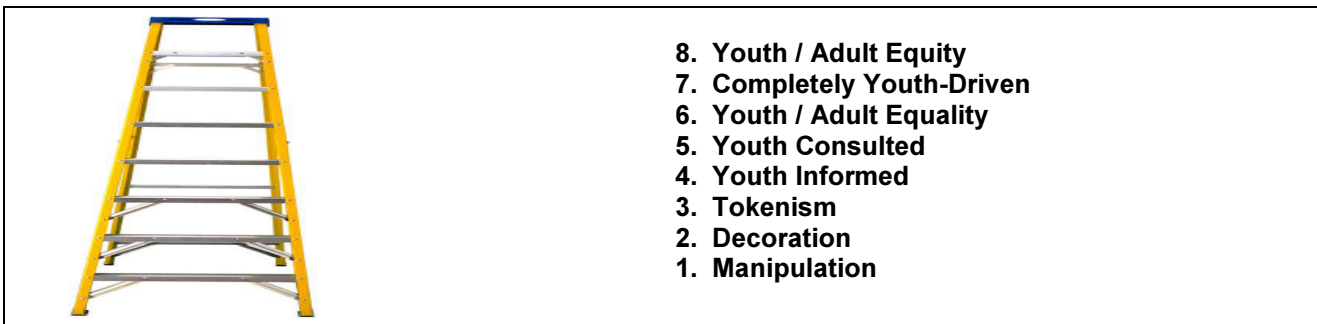 8. Youth / Adult Equity
7. Completely Youth-Driven
6. Youth / Adult Equality
5. Youth Consulted
4. Youth Informed
3. Tokenism
2. Decoration
1. Manipulation